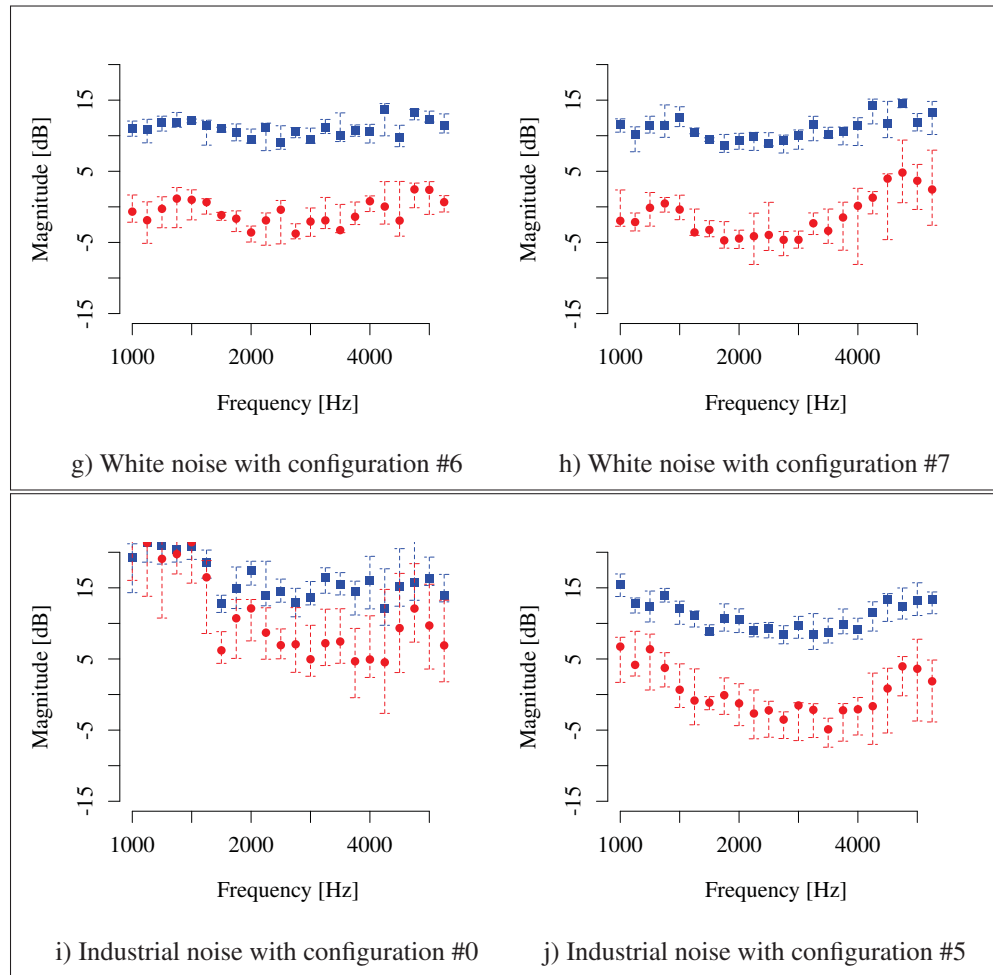 15
5
-5
-15
Magnitude [dB]
1000 2000 4000
Frequency [Hz]
g) White noise with configuration #6
15
5
-5
-15
Magnitude [dB]
1000 2000 4000
Frequency [Hz]
h) White noise with configuration #7
15
5
-5
-15
Magnitude [dB]
1000 2000 4000
Frequency [Hz]
i) Industrial noise with configuration #0
15
5
-5
-15
Magnitude [dB]
1000 2000 4000
Frequency [Hz]
j) Industrial noise with configuration #5